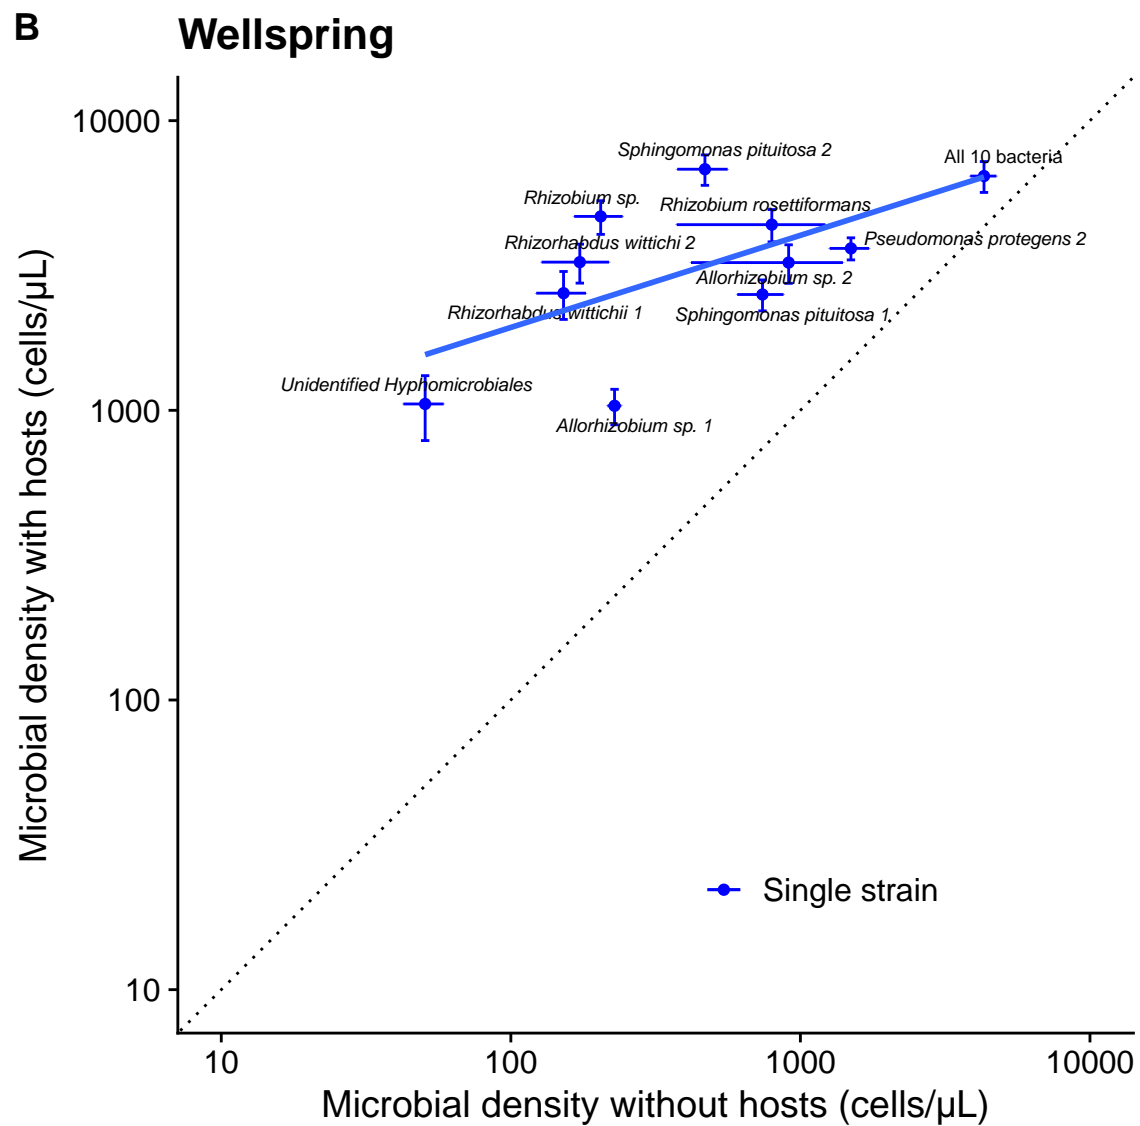 B
Wellspring
Microbial density with hosts (cells/μL)
10000
1000
100
10
Sphingomonas pituitosa 2
All 10 bacteria
Rhizobium sp.
Rhizobium rosettiformans
Rhizorhabdus wittichi 2
Pseudomonas protegens 2
Allorhizobium sp. 2
Rhizorhabdus wittichii 1
Sphingomonas pituitosa 1
Unidentified Hyphomicrobiales
Allorhizobium sp. 1
Single strain
10
100
1000
10000
Microbial density without hosts (cells/μL)